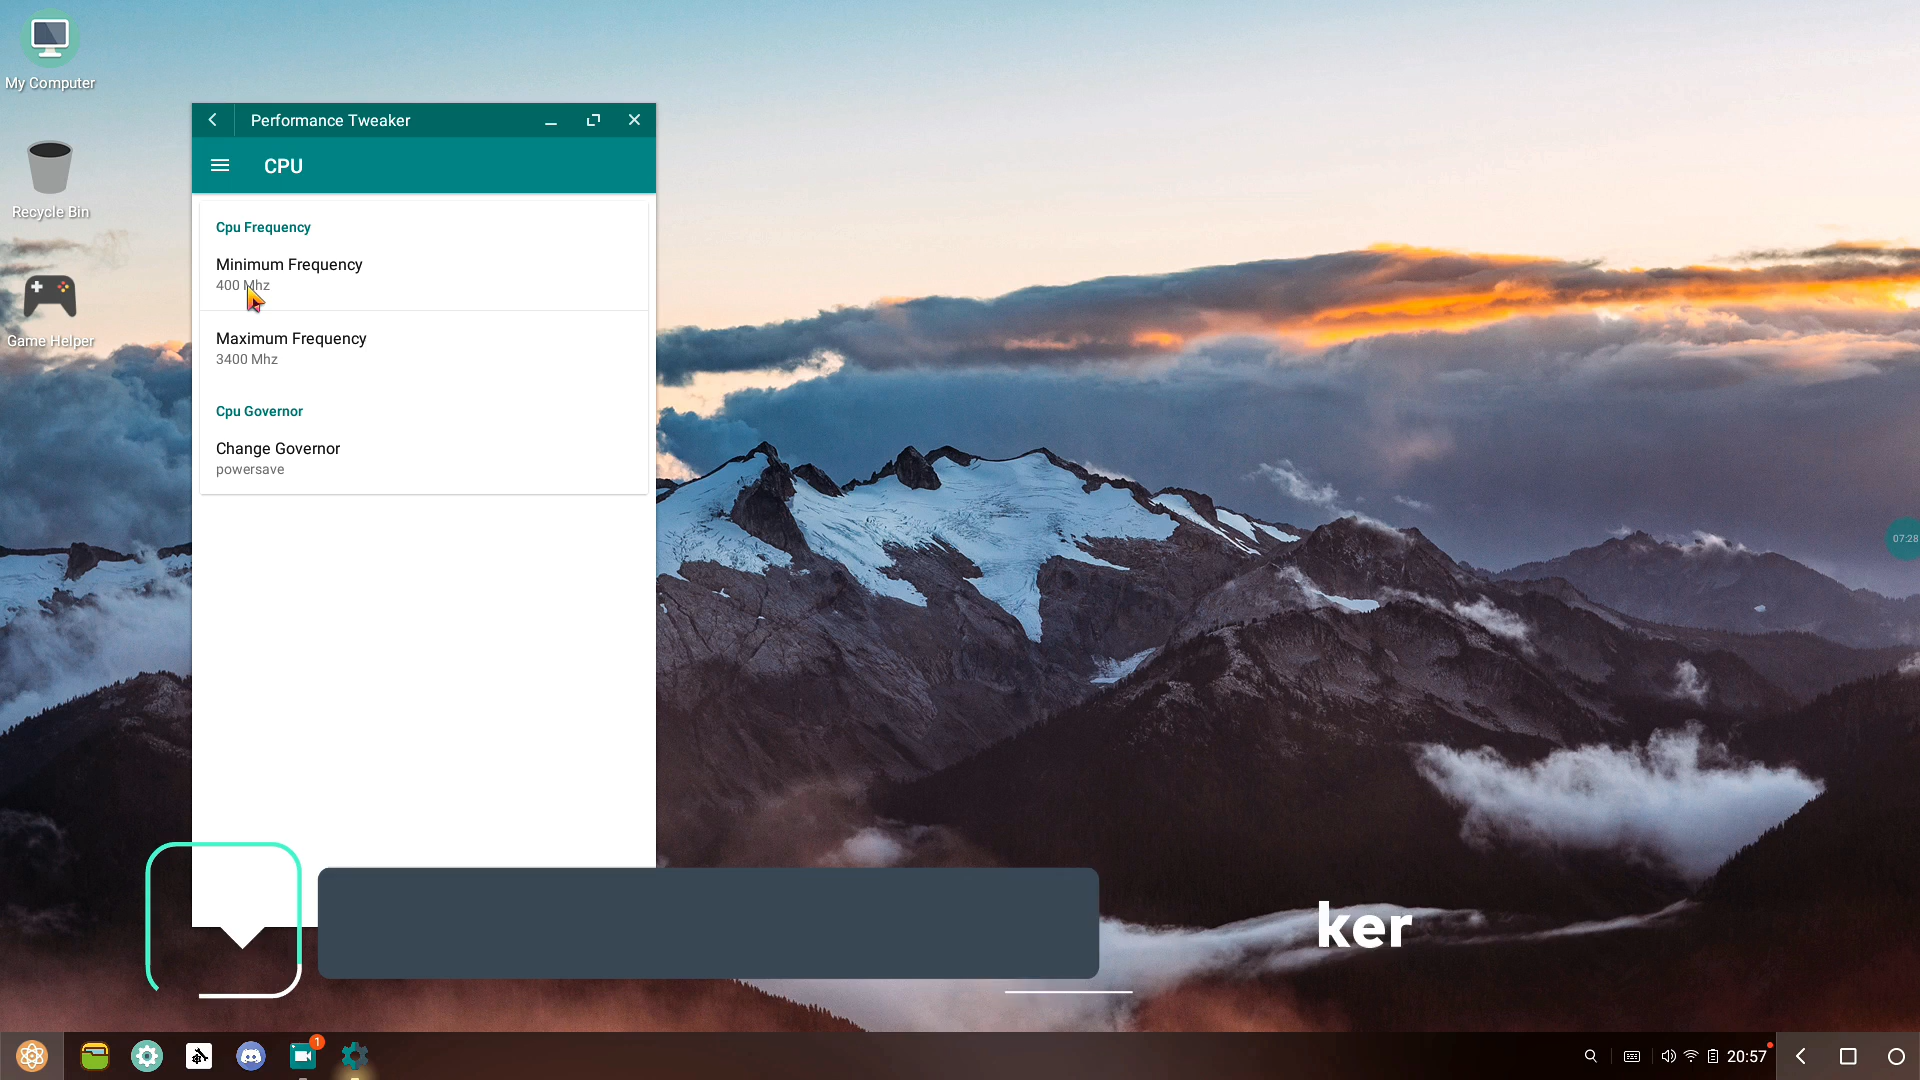 My Computer
Recycle Bin
Game Helper
Performance Tweaker
CPU
Cpu Frequency
Minimum Frequency
400 Mhz
Maximum Frequency
3400 Mhz
Cpu Governor
Change Governor
powersave
07:28
ker
1
20:57